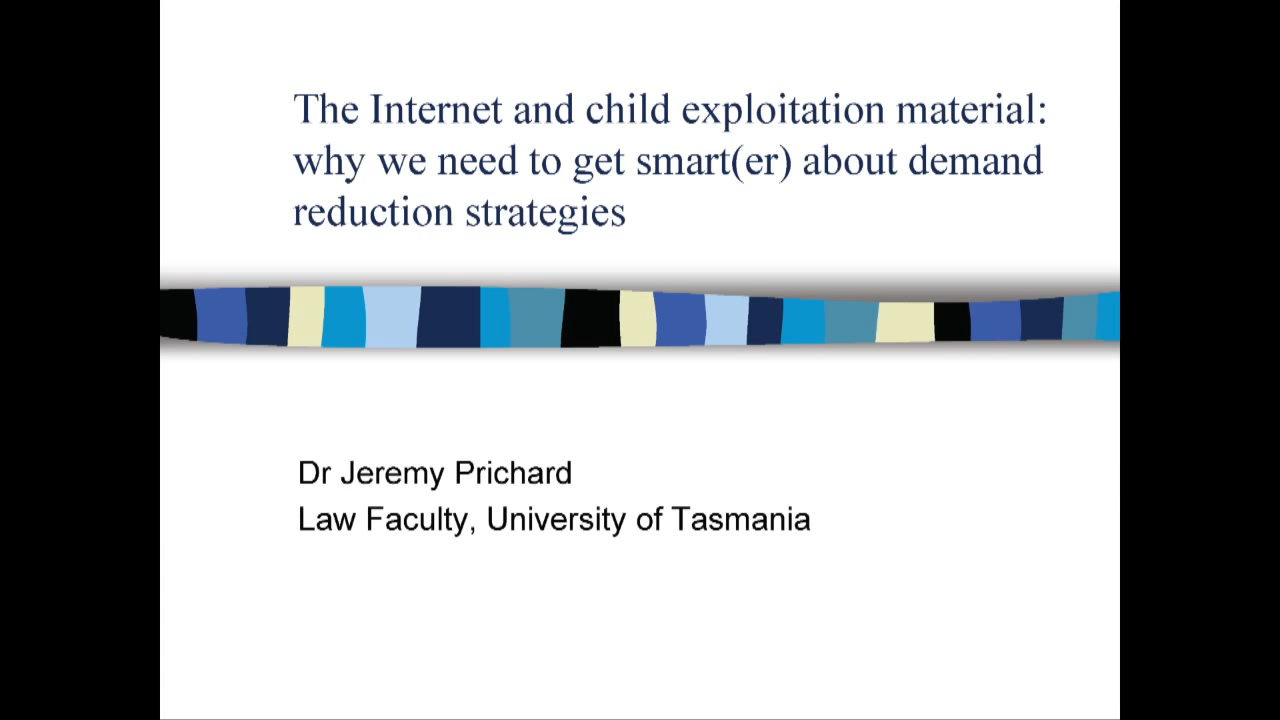 The Internet and child exploitation material:
why we need to get smart(er) about demand
reduction strategies
Dr Jeremy Prichard
Law Faculty, University of Tasmania